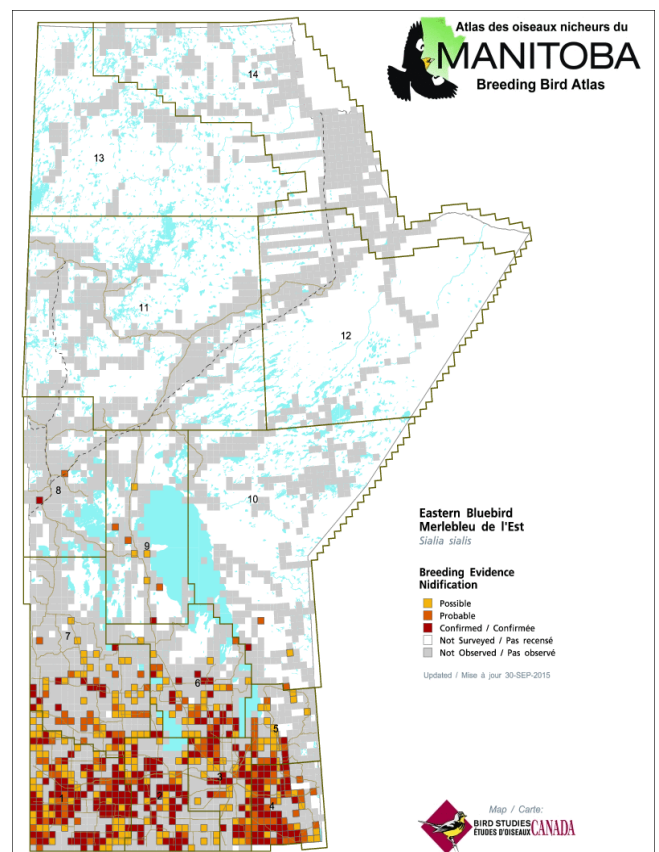 Atlas des oiseaux nicheurs du
MANITOBA
Breeding Bird Atlas
14
13
11
12
8
10
9
7
6
5
3
2
4
Eastern Bluebird
Merlebleu de l'Est
Sialia sialis
Breeding Evidence
Nidification
Possible
Probable
Confirmed / Confirmée
Not Surveyed / Pas recensé
Not Observed / Pas observé
Updated / Mise à jour 30-SEP-2015
Map / Carte:
BIRD STUDIES
ÉTUDES D'OISEAUX CANADA